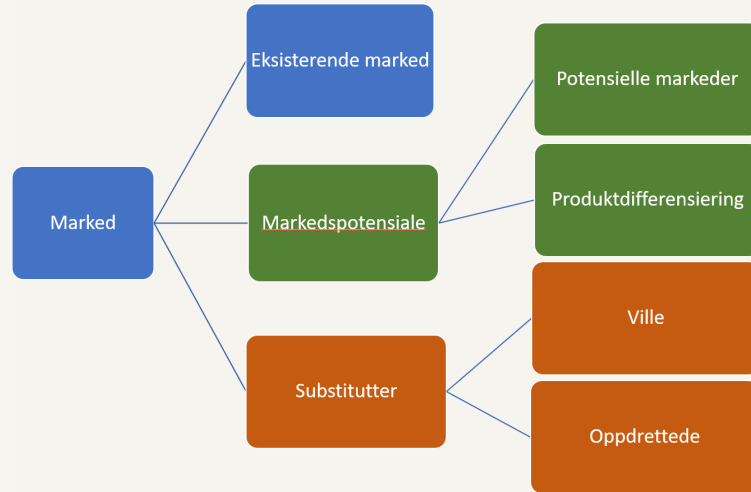 Eksisterende marked
Potensielle markeder
Produktdifferensiering
Marked
Markedspotensiale
Ville
Substitutter
Oppdrettede